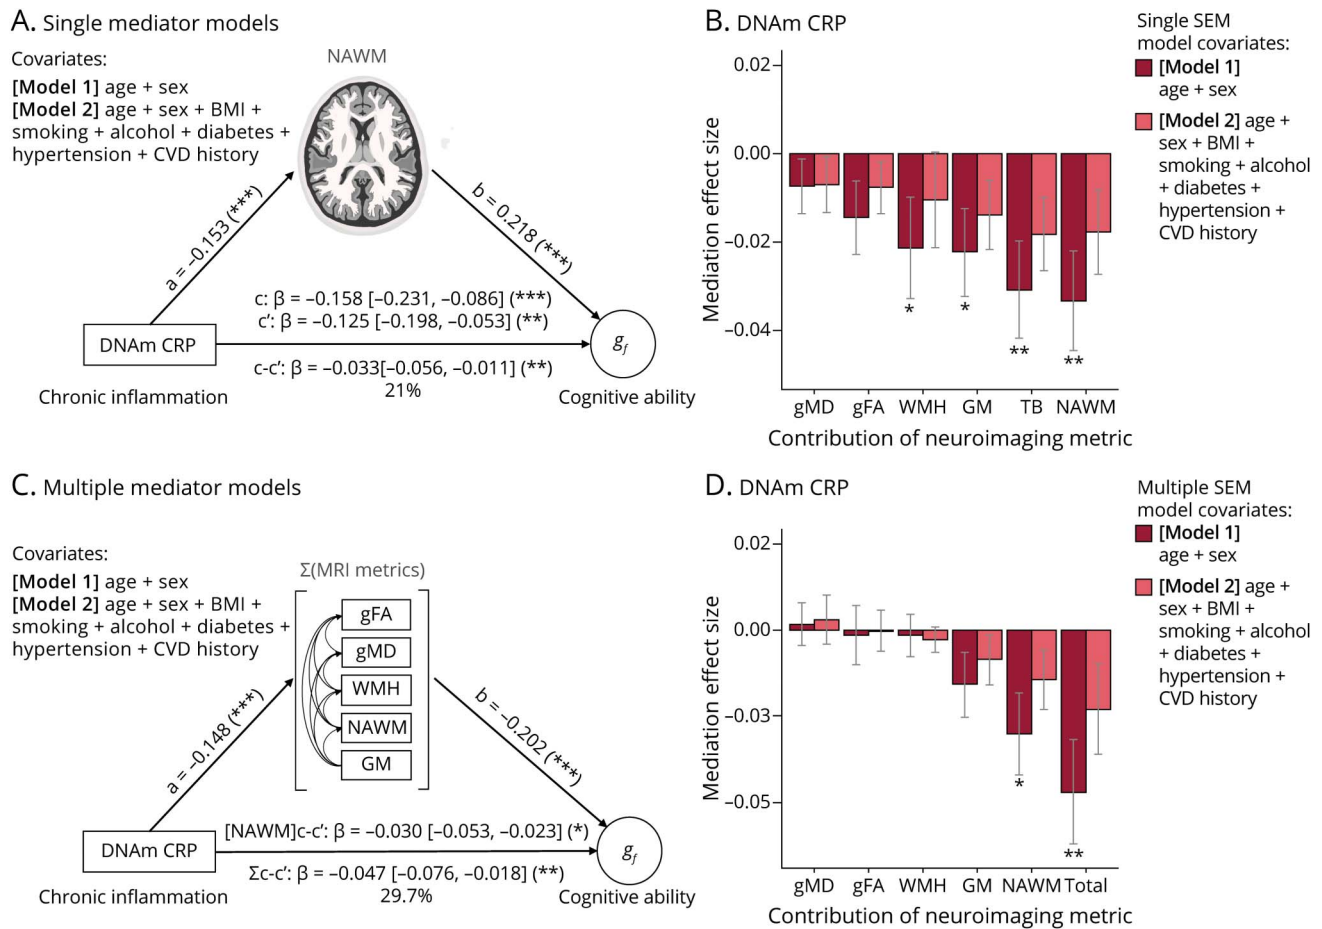 A. Single mediator models
Covariates:
[Model 1] age + sex
[Model 2] age + sex + BMI +
smoking + alcohol + diabetes +
hypertension + CVD history
NAWM
a = –0.153 (***)
b = 0.218 (***)
c: β = –0.158 [–0.231, –0.086] (***)
c′: β = –0.125 [–0.198, –0.053] (**)
DNAm CRP
g_f
c-c′: β = –0.033[–0.056, –0.011] (**)
21%
Chronic inflammation
Cognitive ability
B. DNAm CRP
Mediation effect size
0.02
0.00
–0.02
–0.04
*
*
**
**
gMD gFA WMH GM TB NAWM
Contribution of neuroimaging metric
Single SEM
model covariates:
[Model 1]
age + sex
[Model 2] age +
sex + BMI +
smoking + alcohol
+ diabetes +
hypertension +
CVD history
C. Multiple mediator models
Covariates:
[Model 1] age + sex
[Model 2] age + sex + BMI +
smoking + alcohol + diabetes +
hypertension + CVD history
Σ(MRI metrics)
gFA
gMD
WMH
NAWM
GM
a = –0.148 (***)
b = –0.202 (***)
[NAWM]c-c′: β = –0.030 [–0.053, –0.023] (*)
DNAm CRP
g_f
Σc-c′: β = –0.047 [–0.076, –0.018] (**)
29.7%
Chronic inflammation
Cognitive ability
D. DNAm CRP
Mediation effect size
0.02
0.00
–0.03
–0.05
*
**
gMD gFA WMH GM NAWM Total
Contribution of neuroimaging metric
Multiple SEM
model covariates:
[Model 1]
age + sex
[Model 2] age +
sex + BMI +
smoking + alcohol
+ diabetes +
hypertension +
CVD history